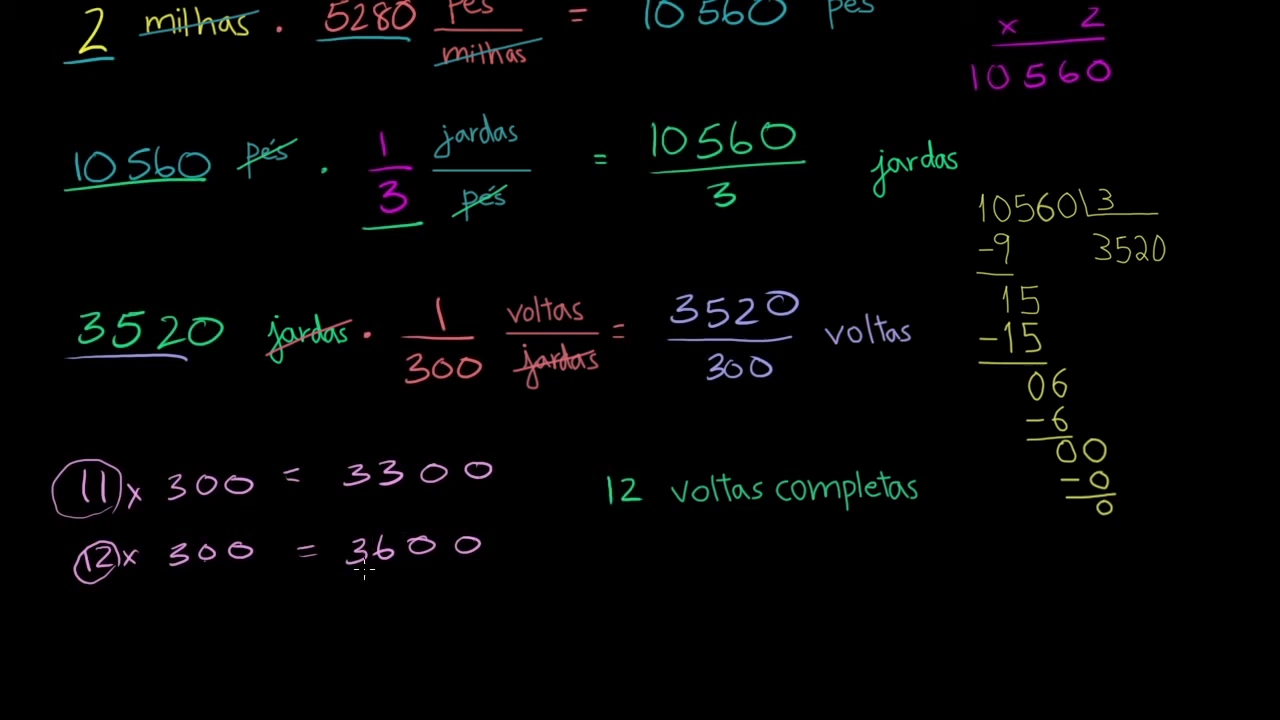 2 milhas · 5280 pés/milhas = 10560 pés
x 2
10560
10560 pés · 1/3 jardas/pés = 10560/3 jardas
10560 3
-9 3520
15
-15
06
-6
00
-0
0
3520 jardas · 1/300 voltas/jardas = 3520/300 voltas
11 x 300 = 3300
12 voltas completas
12 x 300 = 3600